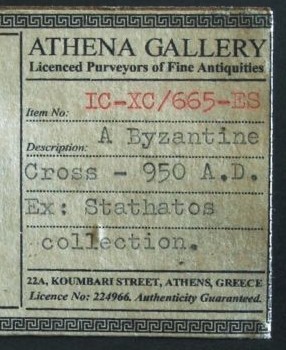 ATHENA GALLERY
Licenced Purveyors of Fine Antiquities
Item No: IC-XC/665-ES
Description: A Byzantine
Cross - 950 A.D.
Ex: Stathatos
collection.
22A, KOUMBARI STREET, ATHENS, GREECE
Licence No: 224966. Authenticity Guaranteed.